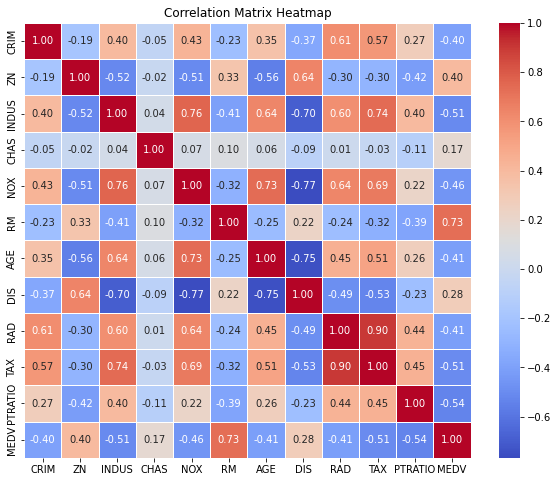 Correlation Matrix Heatmap
CRIM 1.00 -0.19 0.40 -0.05 0.43 -0.23 0.35 -0.37 0.61 0.57 0.27 -0.40
ZN -0.19 1.00 -0.52 -0.02 -0.51 0.33 -0.56 0.64 -0.30 -0.30 -0.42 0.40
INDUS 0.40 -0.52 1.00 0.04 0.76 -0.41 0.64 -0.70 0.60 0.74 0.40 -0.51
CHAS -0.05 -0.02 0.04 1.00 0.07 0.10 0.06 -0.09 0.01 -0.03 -0.11 0.17
NOX 0.43 -0.51 0.76 0.07 1.00 -0.32 0.73 -0.77 0.64 0.69 0.22 -0.46
RM -0.23 0.33 -0.41 0.10 -0.32 1.00 -0.25 0.22 -0.24 -0.32 -0.39 0.73
AGE 0.35 -0.56 0.64 0.06 0.73 -0.25 1.00 -0.75 0.45 0.51 0.26 -0.41
DIS -0.37 0.64 -0.70 -0.09 -0.77 0.22 -0.75 1.00 -0.49 -0.53 -0.23 0.28
RAD 0.61 -0.30 0.60 0.01 0.64 -0.24 0.45 -0.49 1.00 0.90 0.44 -0.41
TAX 0.57 -0.30 0.74 -0.03 0.69 -0.32 0.51 -0.53 0.90 1.00 0.45 -0.51
PTRATIO 0.27 -0.42 0.40 -0.11 0.22 -0.39 0.26 -0.23 0.44 0.45 1.00 -0.54
MEDV -0.40 0.40 -0.51 0.17 -0.46 0.73 -0.41 0.28 -0.41 -0.51 -0.54 1.00
CRIM ZN INDUS CHAS NOX RM AGE DIS RAD TAX PTRATIO MEDV
1.0
0.8
0.6
0.4
0.2
0.0
-0.2
-0.4
-0.6